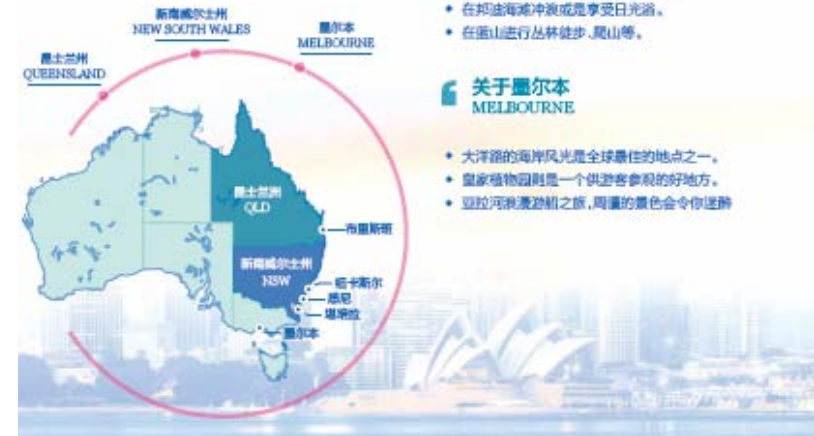 新南威尔士州
NEW SOUTH WALES
墨尔本
MELBOURNE
昆士兰州
QUEENSLAND
昆士兰洲
QLD
布里斯班
新南威尔士州
NSW
纽卡斯尔
悉尼
堪培拉
墨尔本
• 在邦迪海滩冲浪或是享受日光浴。
• 在蓝山进行丛林徒步、爬山等。
关于墨尔本
MELBOURNE
• 大洋路的海岸风光是全球最佳的地点之一。
• 皇家植物园则是一个供游客参观的好地方。
• 亚拉河浪漫游船之旅,周围的景色会令你迷醉